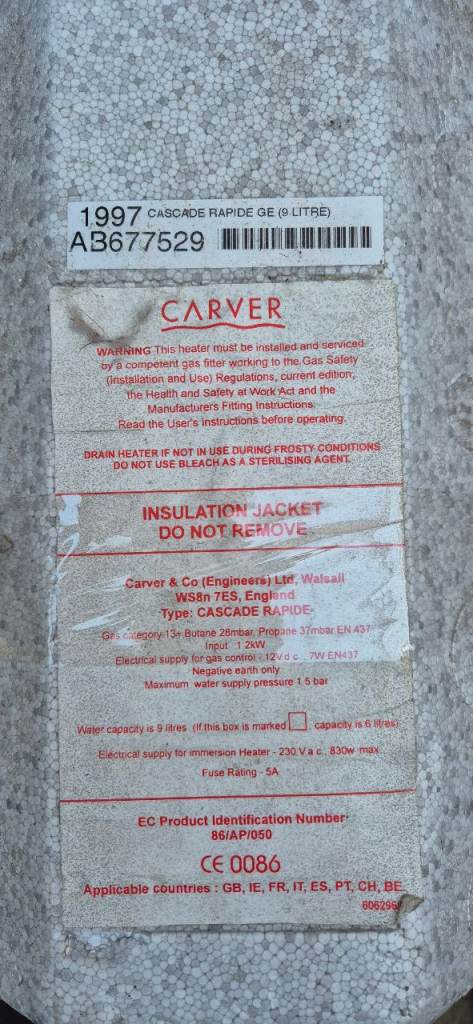 1997 CASCADE RAPIDE GE (9 LITRE)
AB677529
CARVER
WARNING This heater must be installed and serviced
by a competent gas fitter working to the Gas Safety
(Installation and Use) Regulations, current edition,
the Health and Safety at Work Act and the
Manufacturers Fitting Instructions.
Read the User's Instructions before operating.
DRAIN HEATER IF NOT IN USE DURING FROSTY CONDITIONS
DO NOT USE BLEACH AS A STERILISING AGENT.
INSULATION JACKET
DO NOT REMOVE
Carver & Co (Engineers) Ltd, Walsall
WS8n 7ES, England
Type: CASCADE RAPIDE
Gas category 13+ Butane 28mbar, Propane 37mbar EN 437
Input 1.2kW
Electrical supply for gas control - 12V d c . 7W EN437
Negative earth only
Maximum water supply pressure 1.5 bar
Water capacity is 9 litres (If this box is marked , capacity is 6 litres)
Electrical supply for immersion Heater - 230 V a c , 830w max
Fuse Rating - 5A
EC Product Identification Number:
86/AP/050
CE 0086
Applicable countries : GB, IE, FR, IT, ES, PT, CH, BE.